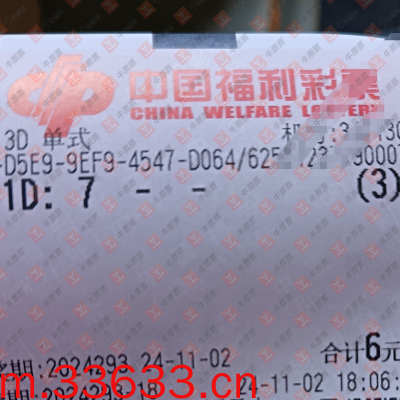 中国福利彩票
CHINA WELFARE LOTTERY
3D 单式
-D5E9-9EF9-4547-D064/625
1D: 7 - - (3)
期:2024293 24-11-02 合计6元
m.33633.cn
24-11-02 18:06